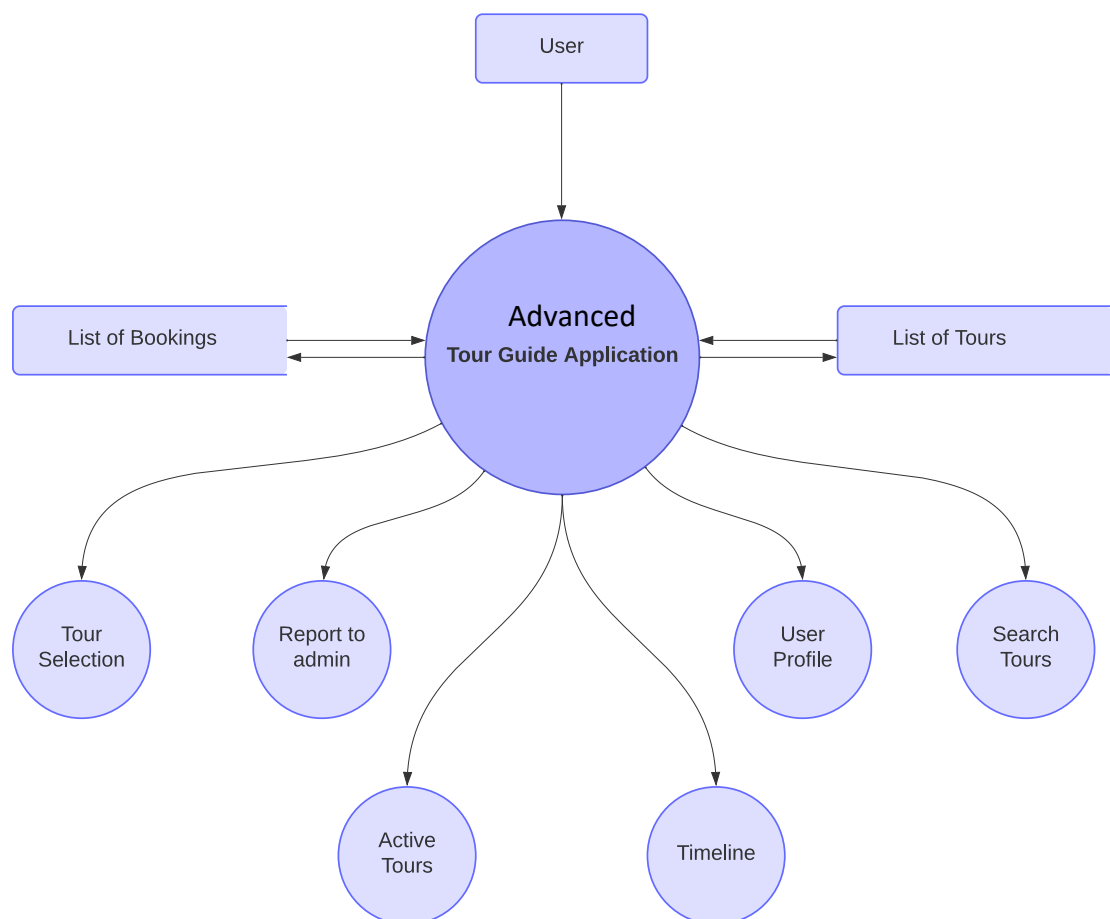 User
Advanced
Tour Guide Application
List of Bookings
List of Tours
Tour
Selection
Report to
admin
User
Profile
Search
Tours
Active
Tours
Timeline